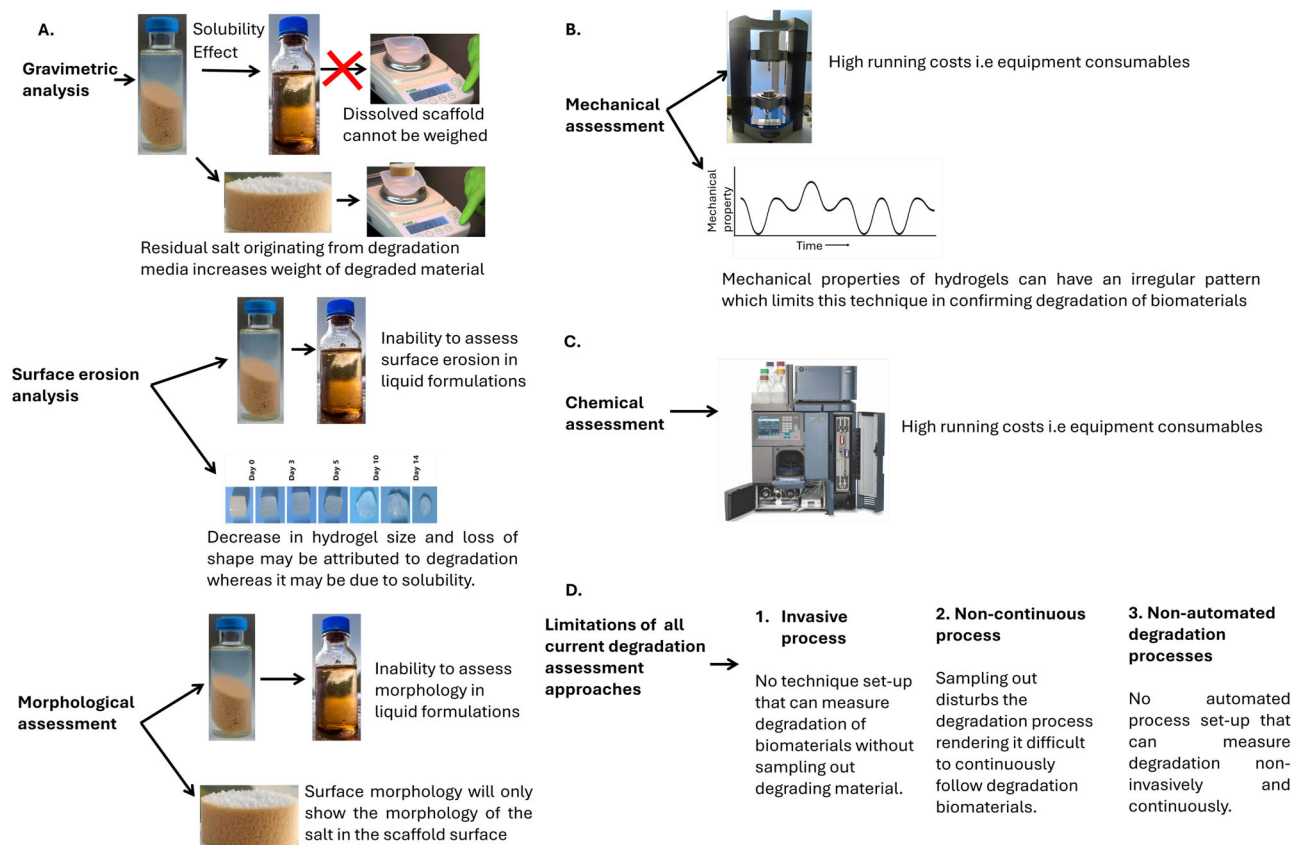 A.
Gravimetric
analysis
Solubility
Effect
Dissolved scaffold
cannot be weighed
Residual salt originating from degradation
media increases weight of degraded material
Surface erosion
analysis
Inability to assess
surface erosion in
liquid formulations
Day 0
Day 3
Day 5
Day 10
Day 14
Decrease in hydrogel size and loss of
shape may be attributed to degradation
whereas it may be due to solubility.
Morphological
assessment
Inability to assess
morphology in
liquid formulations
Surface morphology will only
show the morphology of the
salt in the scaffold surface
B.
Mechanical
assessment
High running costs i.e equipment consumables
Mechanical
property
Time
Mechanical properties of hydrogels can have an irregular pattern
which limits this technique in confirming degradation of biomaterials
C.
Chemical
assessment
High running costs i.e equipment consumables
D.
Limitations of all
current degradation
assessment
approaches
1. Invasive
process
No technique set-up
that can measure
degradation of
biomaterials without
sampling out
degrading material.
2. Non-continuous
process
Sampling out
disturbs the
degradation process
rendering it difficult
to continuously
follow degradation
biomaterials.
3. Non-automated
degradation
processes
No automated
process set-up that
can measure
degradation non-
invasively and
continuously.